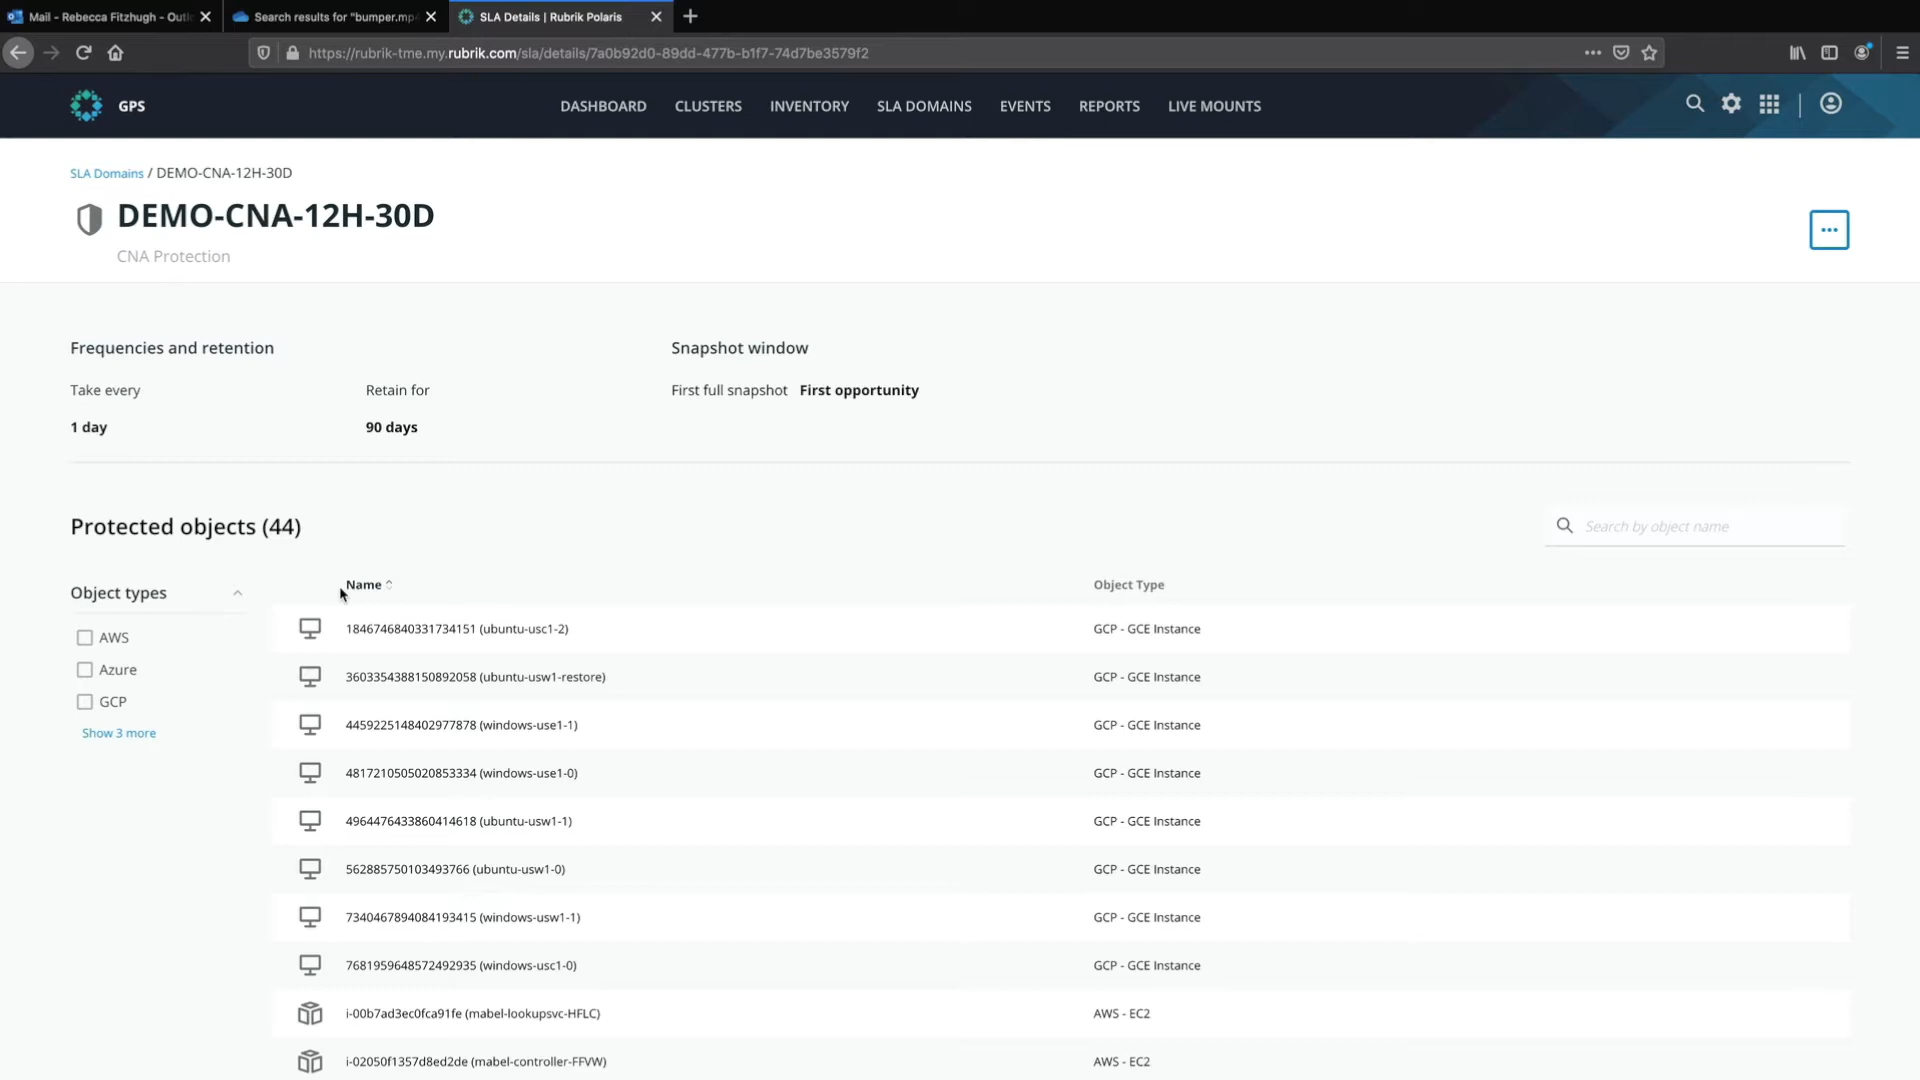 Mail - Rebecca Fitzhugh - Outl
Search results for "bumper.mp
SLA Details | Rubrik Polaris
https://rubrik-tme.my.rubrik.com/sla/details/7a0b92d0-89dd-477b-b1f7-74d7be3579f2
GPS
DASHBOARD
CLUSTERS
INVENTORY
SLA DOMAINS
EVENTS
REPORTS
LIVE MOUNTS
SLA Domains / DEMO-CNA-12H-30D
DEMO-CNA-12H-30D
CNA Protection
Frequencies and retention
Snapshot window
Take every
Retain for
First full snapshot First opportunity
1 day
90 days
Protected objects (44)
Search by object name
Object types
AWS
Azure
GCP
Show 3 more
Name
Object Type
1846746840331734151 (ubuntu-usc1-2)
GCP - GCE Instance
3603354388150892058 (ubuntu-usw1-restore)
GCP - GCE Instance
4459225148402977878 (windows-use1-1)
GCP - GCE Instance
4817210505020853334 (windows-use1-0)
GCP - GCE Instance
4964476433860414618 (ubuntu-usw1-1)
GCP - GCE Instance
562885750103493766 (ubuntu-usw1-0)
GCP - GCE Instance
7340467894084193415 (windows-usw1-1)
GCP - GCE Instance
7681959648572492935 (windows-usc1-0)
GCP - GCE Instance
i-00b7ad3ec0fca91fe (mabel-lookupsvc-HFLC)
AWS - EC2
i-02050f1357d8ed2de (mabel-controller-FFVW)
AWS - EC2